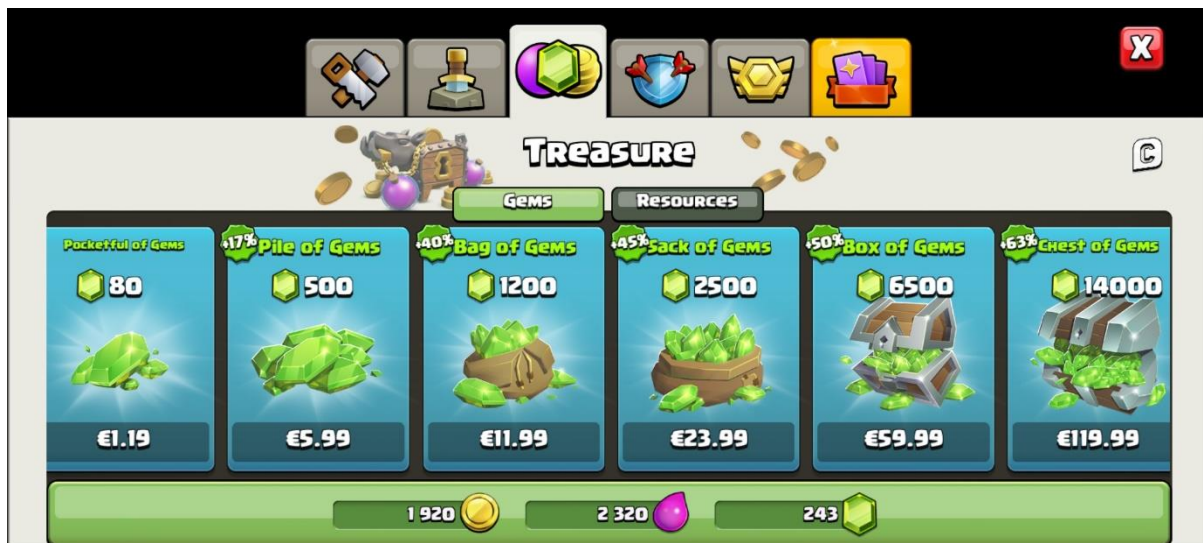 X
Treasure
C
Gems
Resources
Pocketful of Gems
80
€1.19
+17%
Pile of Gems
500
€5.99
+40%
Bag of Gems
1200
€11.99
+45%
Sack of Gems
2500
€23.99
+50%
Box of Gems
6500
€59.99
+63%
Chest of Gems
14000
€119.99
1 920
2 320
243